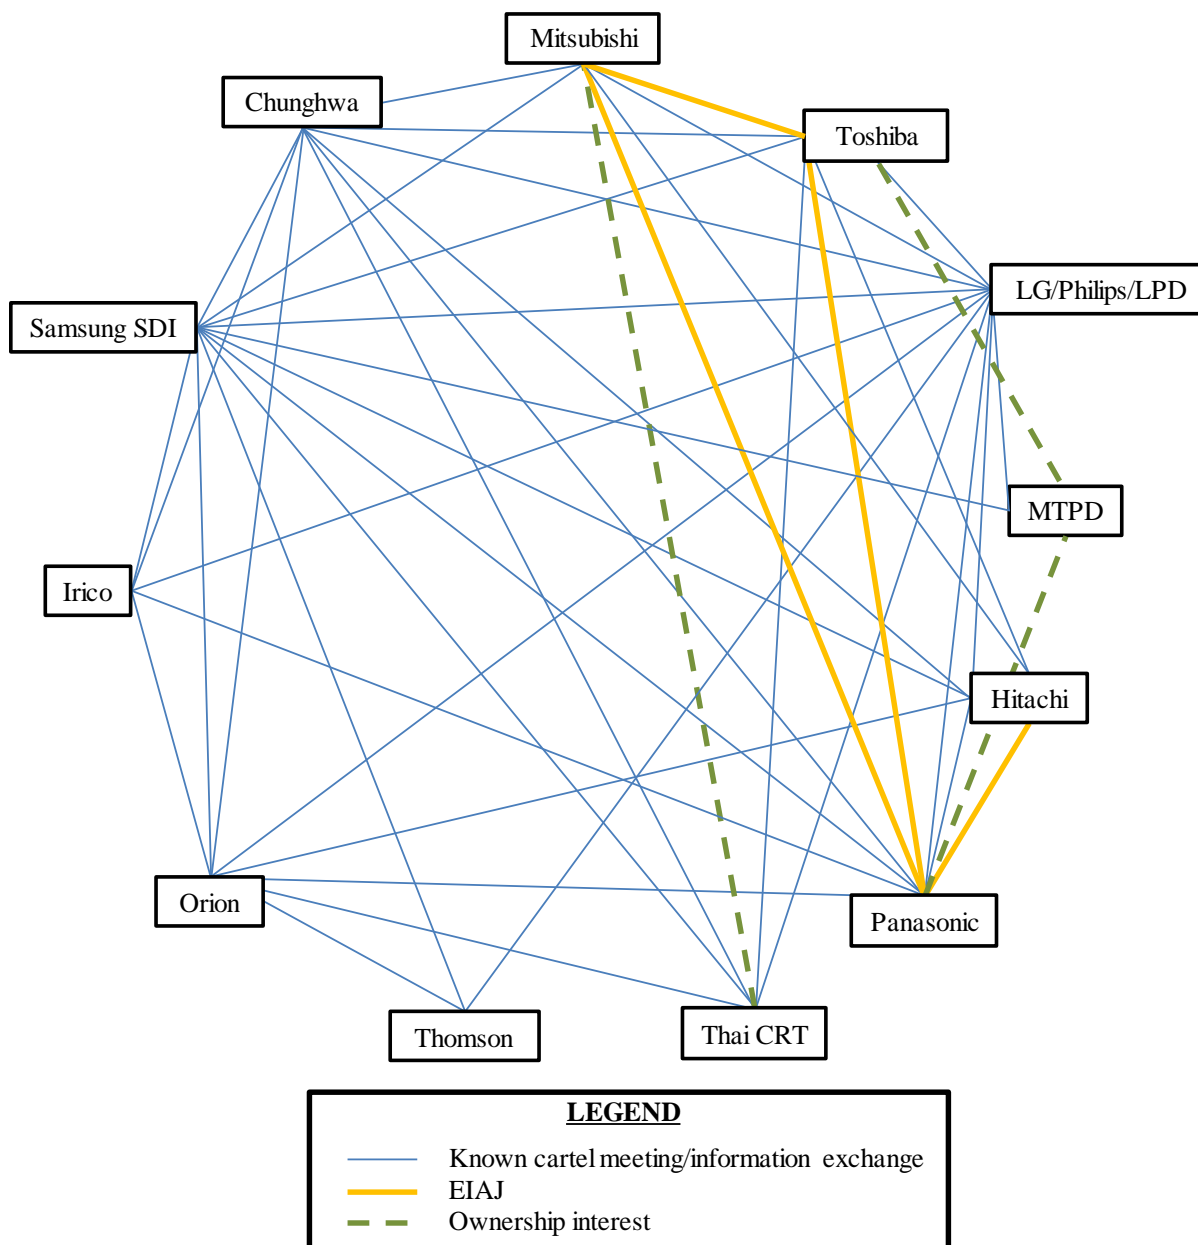 Mitsubishi
Chunghwa
Toshiba
LG/Philips/LPD
Samsung SDI
MTPD
Irico
Hitachi
Orion
Panasonic
Thomson
Thai CRT
LEGEND
Known cartel meeting/information exchange
EIAJ
Ownership interest